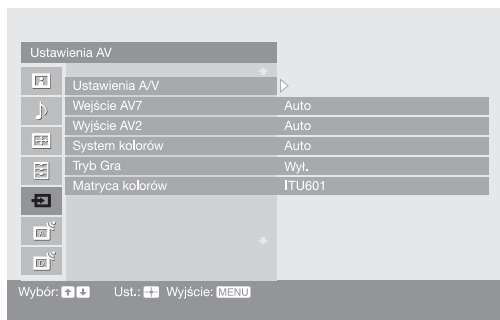 Ustawienia AV
Ustawienia A/V
Wejście AV7 Auto
Wyjście AV2 Auto
System kolorów Auto
Tryb Gra Wył.
Matryca kolorów ITU601
Wybór: Ust.: Wyjście: MENU